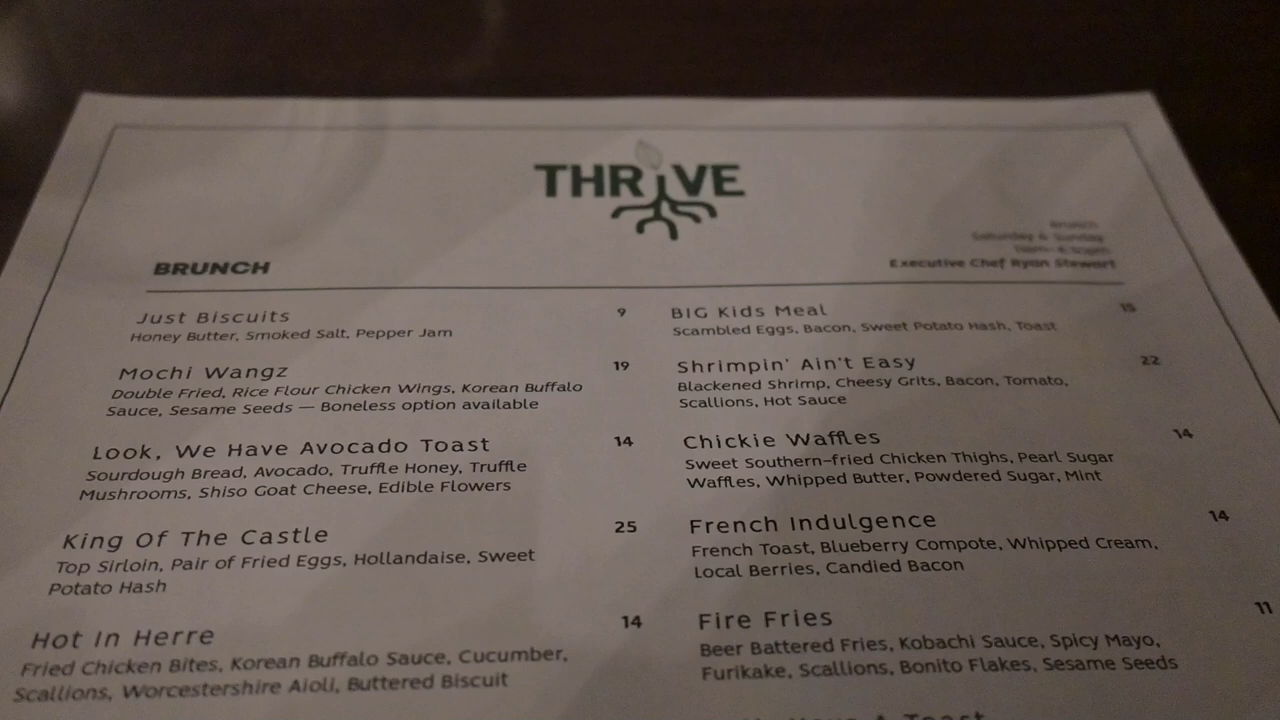 THRIVE
Brunch
Saturday & Sunday
Executive Chef Ryan Stewart
BRUNCH
Just Biscuits 9
Honey Butter, Smoked Salt, Pepper Jam
Mochi Wangz 19
Double Fried, Rice Flour Chicken Wings, Korean Buffalo
Sauce, Sesame Seeds — Boneless option available
Look, We Have Avocado Toast 14
Sourdough Bread, Avocado, Truffle Honey, Truffle
Mushrooms, Shiso Goat Cheese, Edible Flowers
King Of The Castle 25
Top Sirloin, Pair of Fried Eggs, Hollandaise, Sweet
Potato Hash
Hot In Herre 14
Fried Chicken Bites, Korean Buffalo Sauce, Cucumber,
Scallions, Worcestershire Aioli, Buttered Biscuit
BIG Kids Meal 15
Scambled Eggs, Bacon, Sweet Potato Hash, Toast
Shrimpin' Ain't Easy 22
Blackened Shrimp, Cheesy Grits, Bacon, Tomato,
Scallions, Hot Sauce
Chickie Waffles 14
Sweet Southern-fried Chicken Thighs, Pearl Sugar
Waffles, Whipped Butter, Powdered Sugar, Mint
French Indulgence 14
French Toast, Blueberry Compote, Whipped Cream,
Local Berries, Candied Bacon
Fire Fries 11
Beer Battered Fries, Kobachi Sauce, Spicy Mayo,
Furikake, Scallions, Bonito Flakes, Sesame Seeds